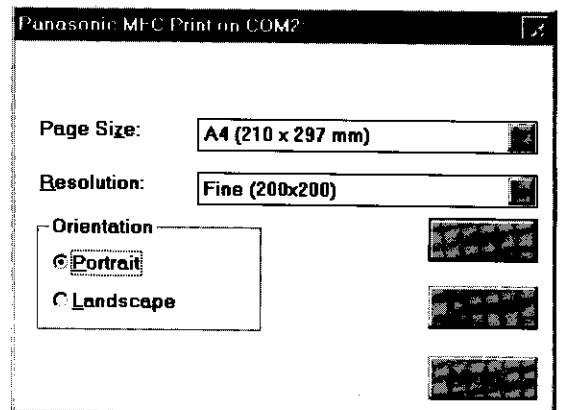 Panasonic MFC Print on COM2:
Page Size: A4 (210 x 297 mm)
Resolution: Fine (200x200)
Orientation
Portrait
Landscape